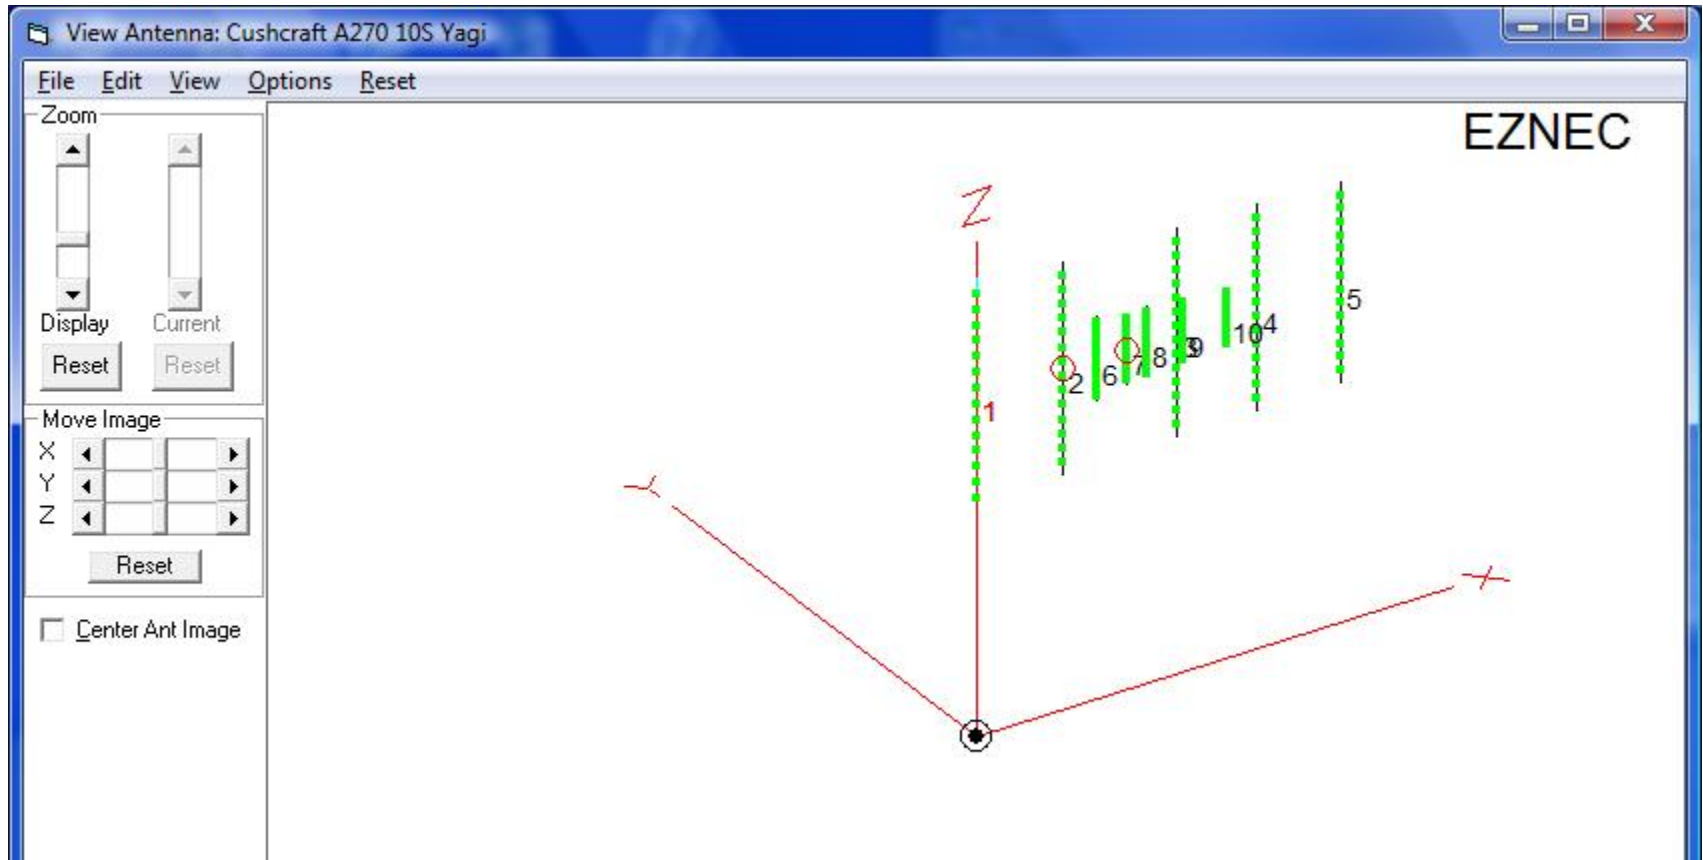 View Antenna: Cushcraft A270 10S Yagi
File Edit View Options Reset
Zoom
Display Current
Reset Reset
Move Image
X
Y
Z
Reset
Center Ant Image
EZNEC
Z
Y
X
1
2
6
7
8
3
9
10
4
5